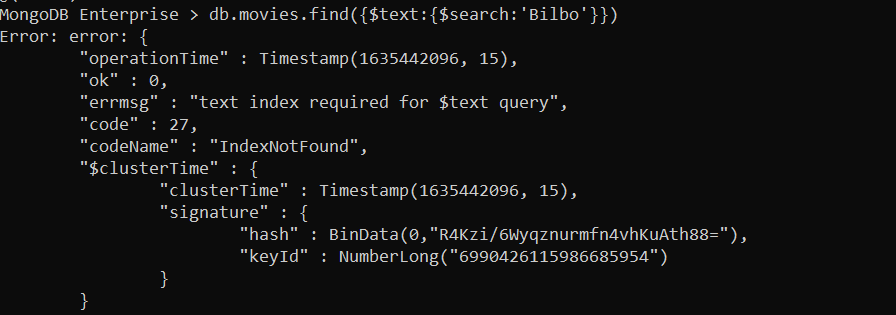 MongoDB Enterprise > db.movies.find({$text:{$search:'Bilbo'}})
Error: error: {
        "operationTime" : Timestamp(1635442096, 15),
        "ok" : 0,
        "errmsg" : "text index required for $text query",
        "code" : 27,
        "codeName" : "IndexNotFound",
        "$clusterTime" : {
                "clusterTime" : Timestamp(1635442096, 15),
                "signature" : {
                        "hash" : BinData(0,"R4Kzi/6Wyqznurmfn4vhKuAth88="),
                        "keyId" : NumberLong("6990426115986685954")
                }
        }